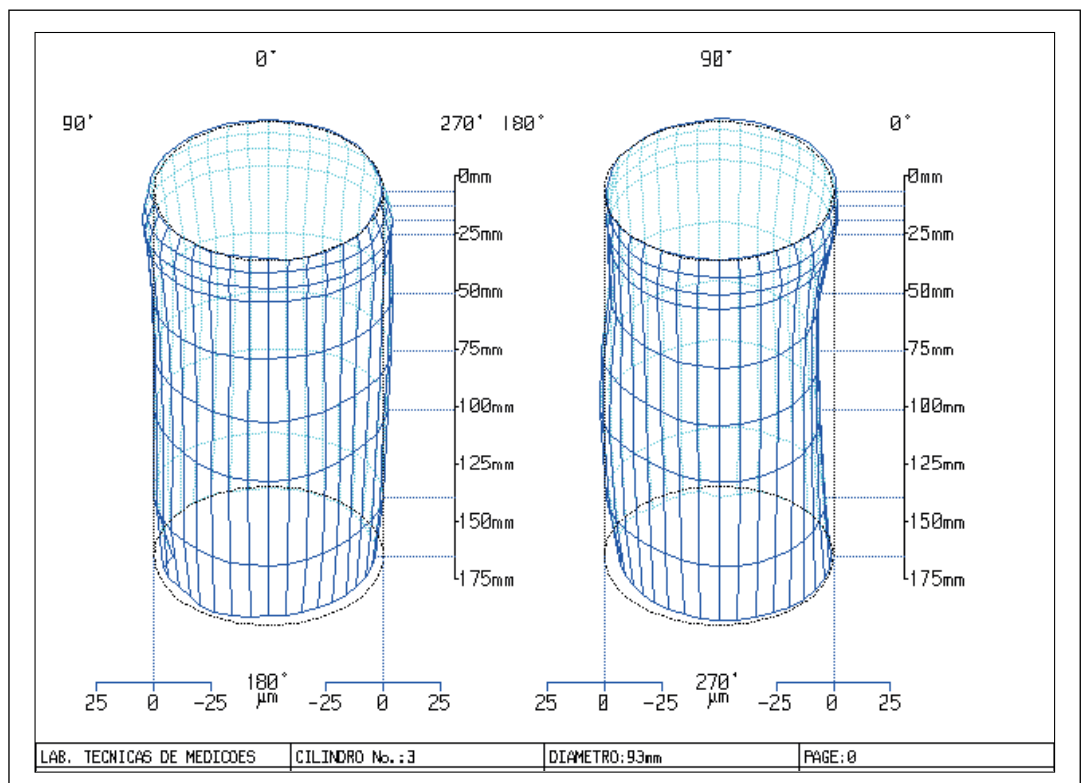 0° 90°
90° 270° 180° 0°
0mm 0mm
25mm 25mm
50mm 50mm
75mm 75mm
100mm 100mm
125mm 125mm
150mm 150mm
175mm 175mm
180° 270°
µm µm
25 0 -25 -25 0 25 25 0 -25 -25 0 25
LAB. TECNICAS DE MEDICOES CILINDRO No.:3 DIAMETRO:93mm PAGE:0